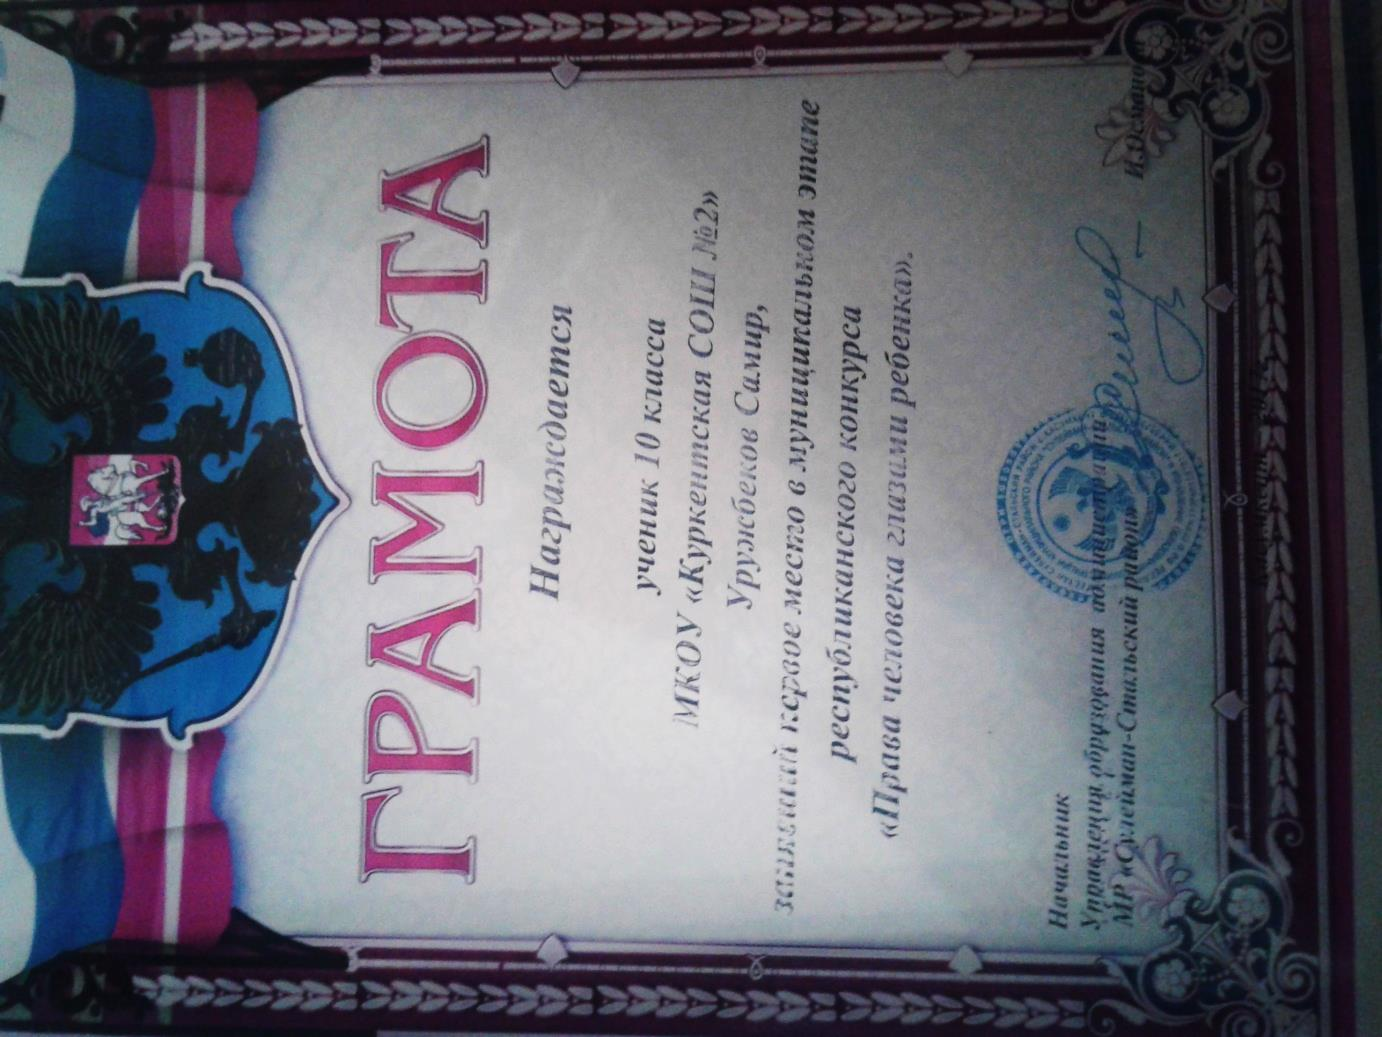 ГРАМОТА
Награждается
ученик 10 класса
МКОУ «Куркентская СОШ №2»
Уружбеков Самир,
занявший первое место в муниципальном этапе
республиканского конкурса
«Права человека глазами ребенка».
Начальник
Управления образования администрации
МР «Сулейман-Стальский район»